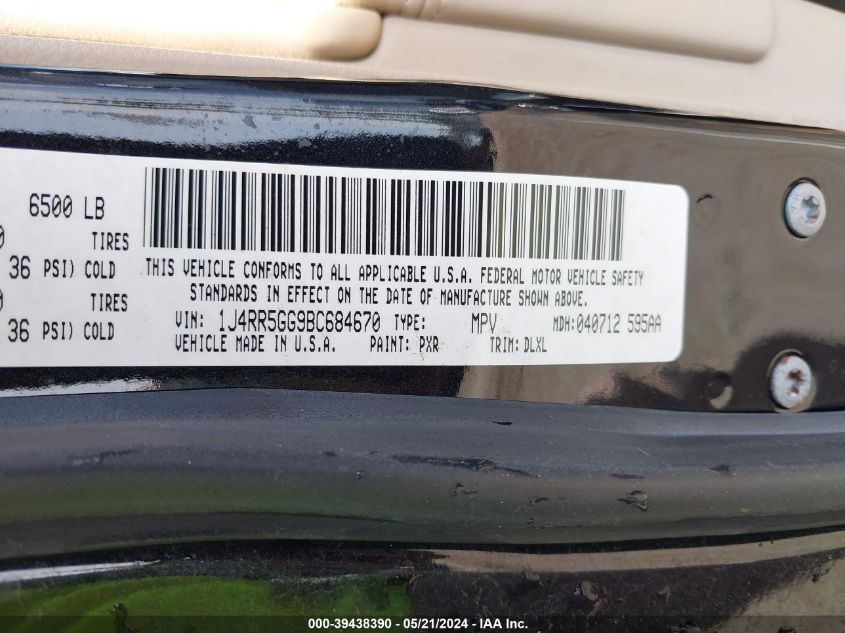 6500 LB
0 TIRES
36 PSI) COLD
0 TIRES
36 PSI) COLD
THIS VEHICLE CONFORMS TO ALL APPLICABLE U.S.A. FEDERAL MOTOR VEHICLE SAFETY
STANDARDS IN EFFECT ON THE DATE OF MANUFACTURE SHOWN ABOVE.
VIN: 1J4RR5GG9BC684670 TYPE: MPV MDH: 040712 595AA
VEHICLE MADE IN U.S.A. PAINT: PXR TRIM: DLXL
000-39438390 - 05/21/2024 - IAA Inc.